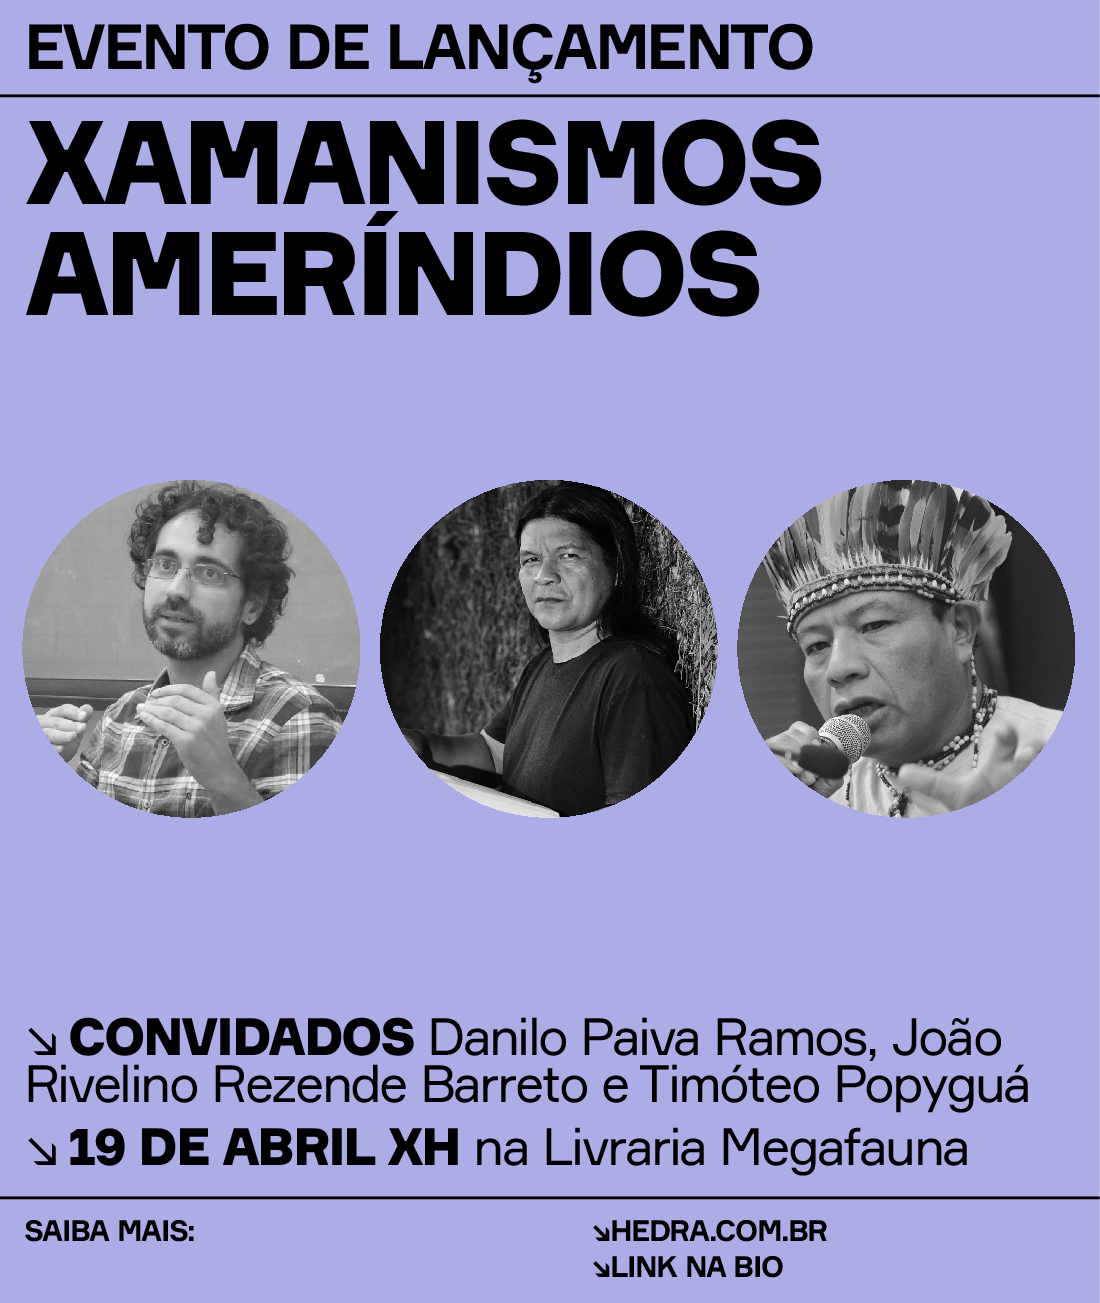 EVENTO DE LANÇAMENTO
XAMANISMOS
AMERÍNDIOS
↘ CONVIDADOS Danilo Paiva Ramos, João
Rivelino Rezende Barreto e Timóteo Popyguá
↘ 19 DE ABRIL XH na Livraria Megafauna
SAIBA MAIS:
↘HEDRA.COM.BR
↘LINK NA BIO